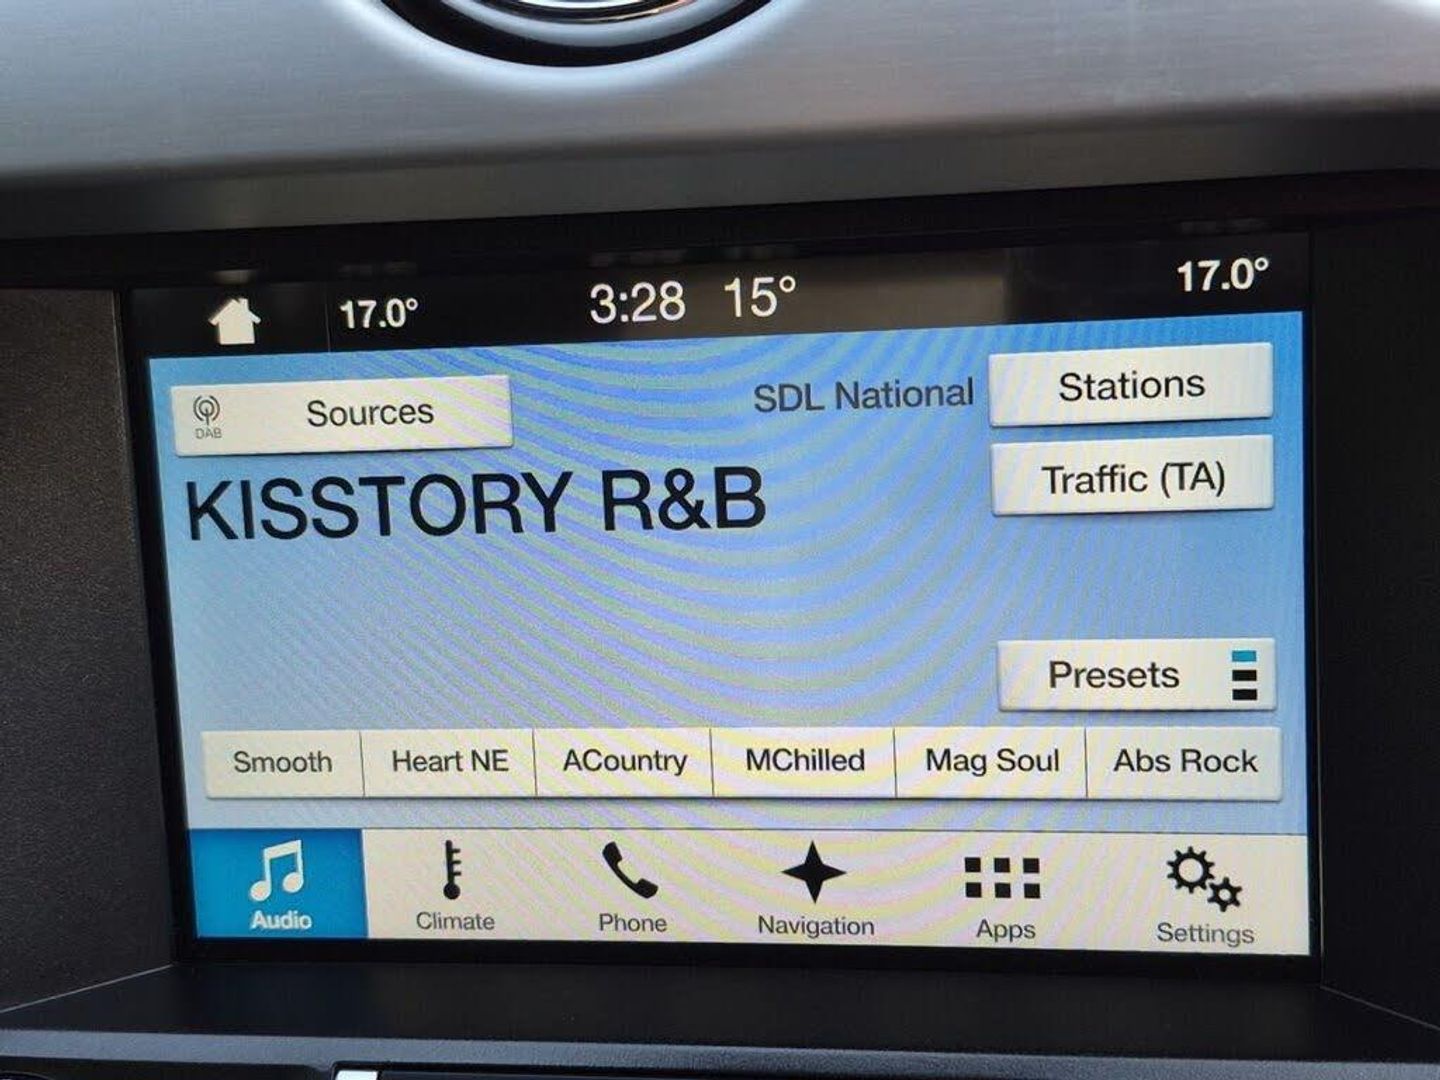 17.0° 3:28 15° 17.0°
DAB Sources SDL National Stations
KISSTORY R&B
Traffic (TA)
Presets
Smooth Heart NE ACountry MChilled Mag Soul Abs Rock
Audio Climate Phone Navigation Apps Settings